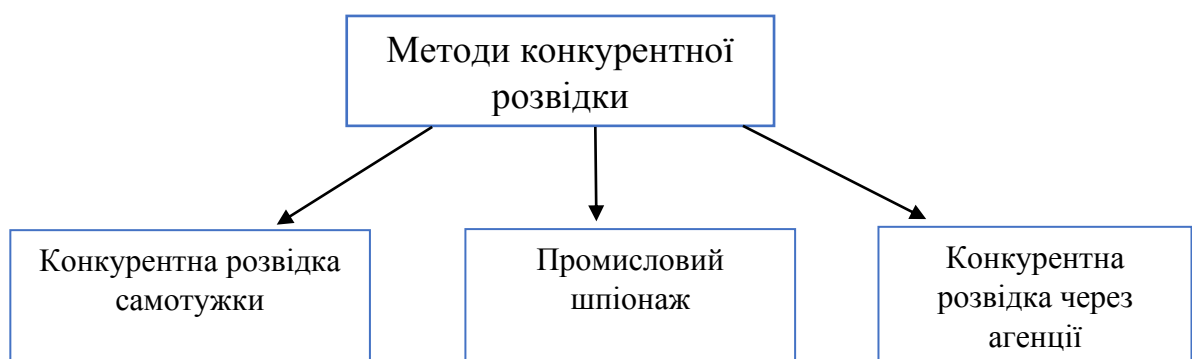 Методи конкурентної
розвідки
Конкурентна розвідка
самотужки
Промисловий
шпіонаж
Конкурентна
розвідка через
агенції